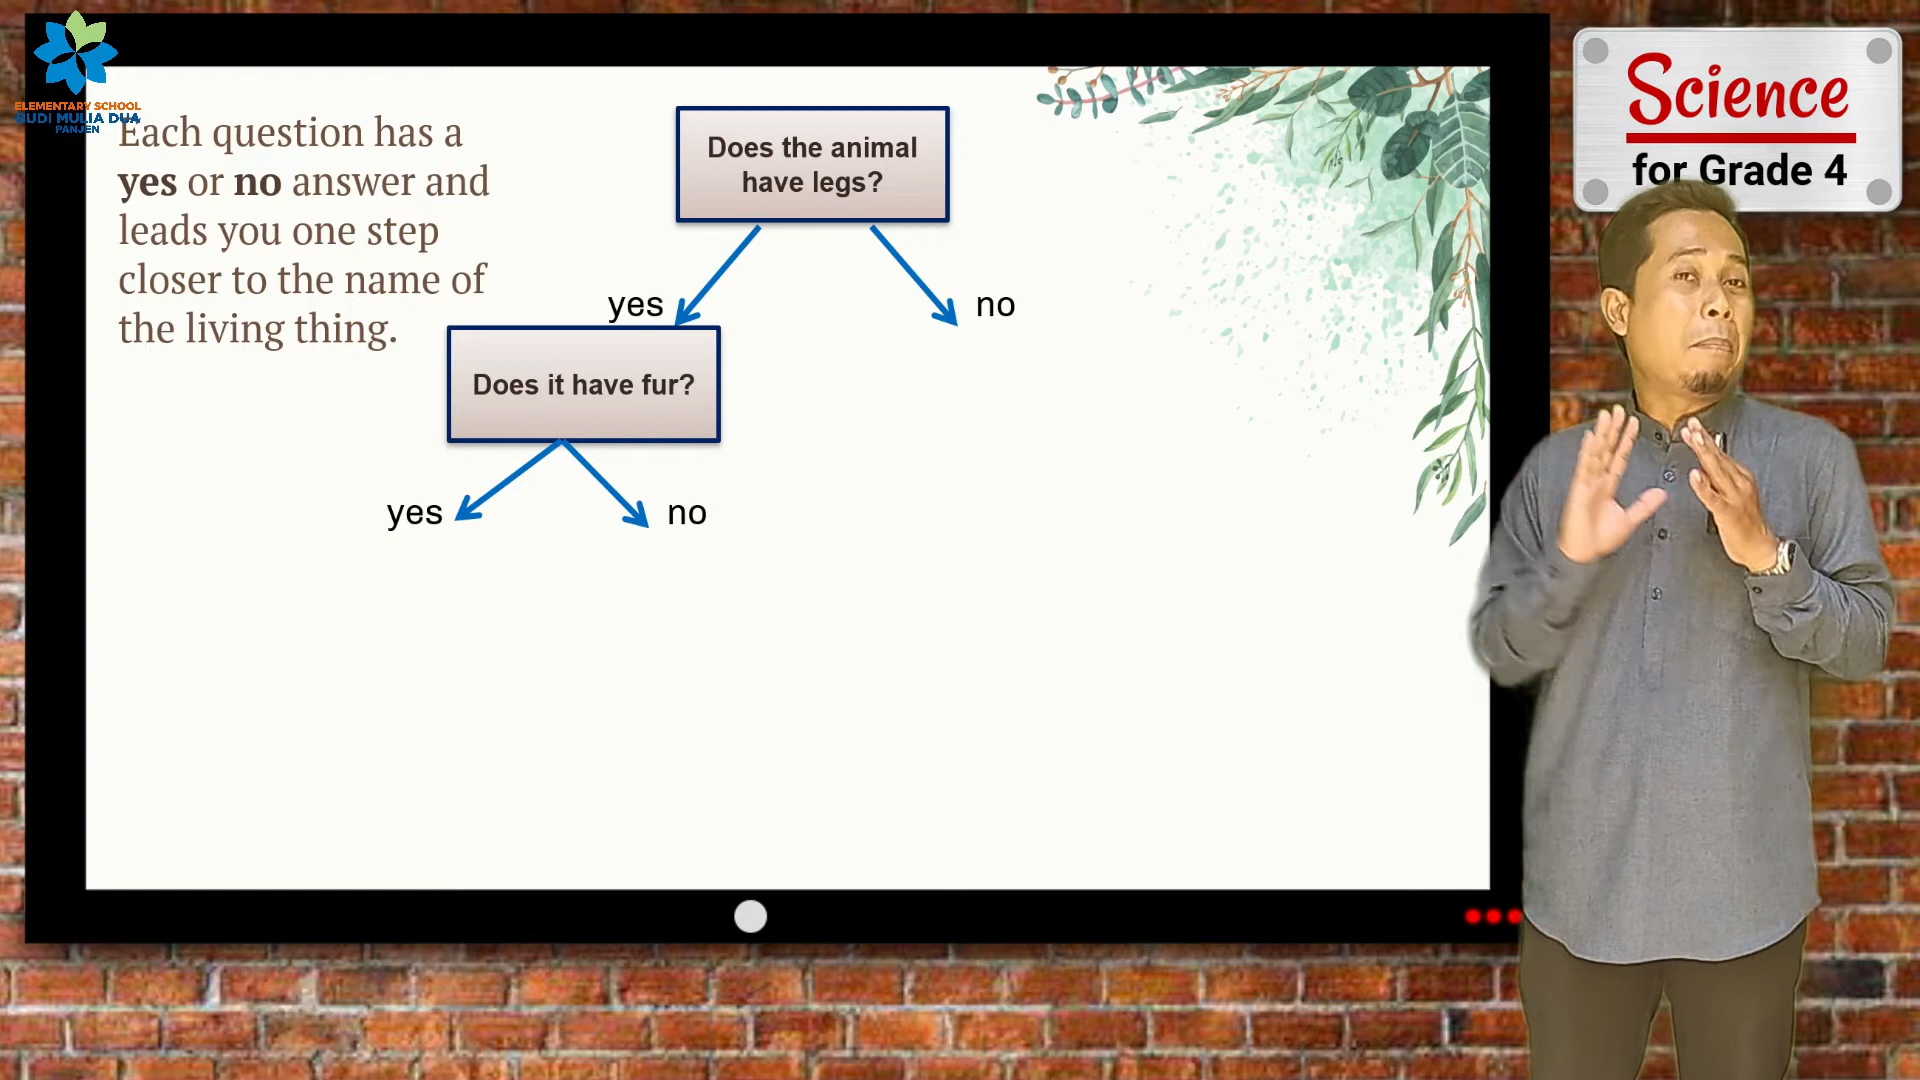 ELEMENTARY SCHOOL
BUDI MULIA DUA
PANJEN
Each question has a
yes or no answer and
leads you one step
closer to the name of
the living thing.
Does the animal
have legs?
yes
no
Does it have fur?
yes
no
Science
for Grade 4